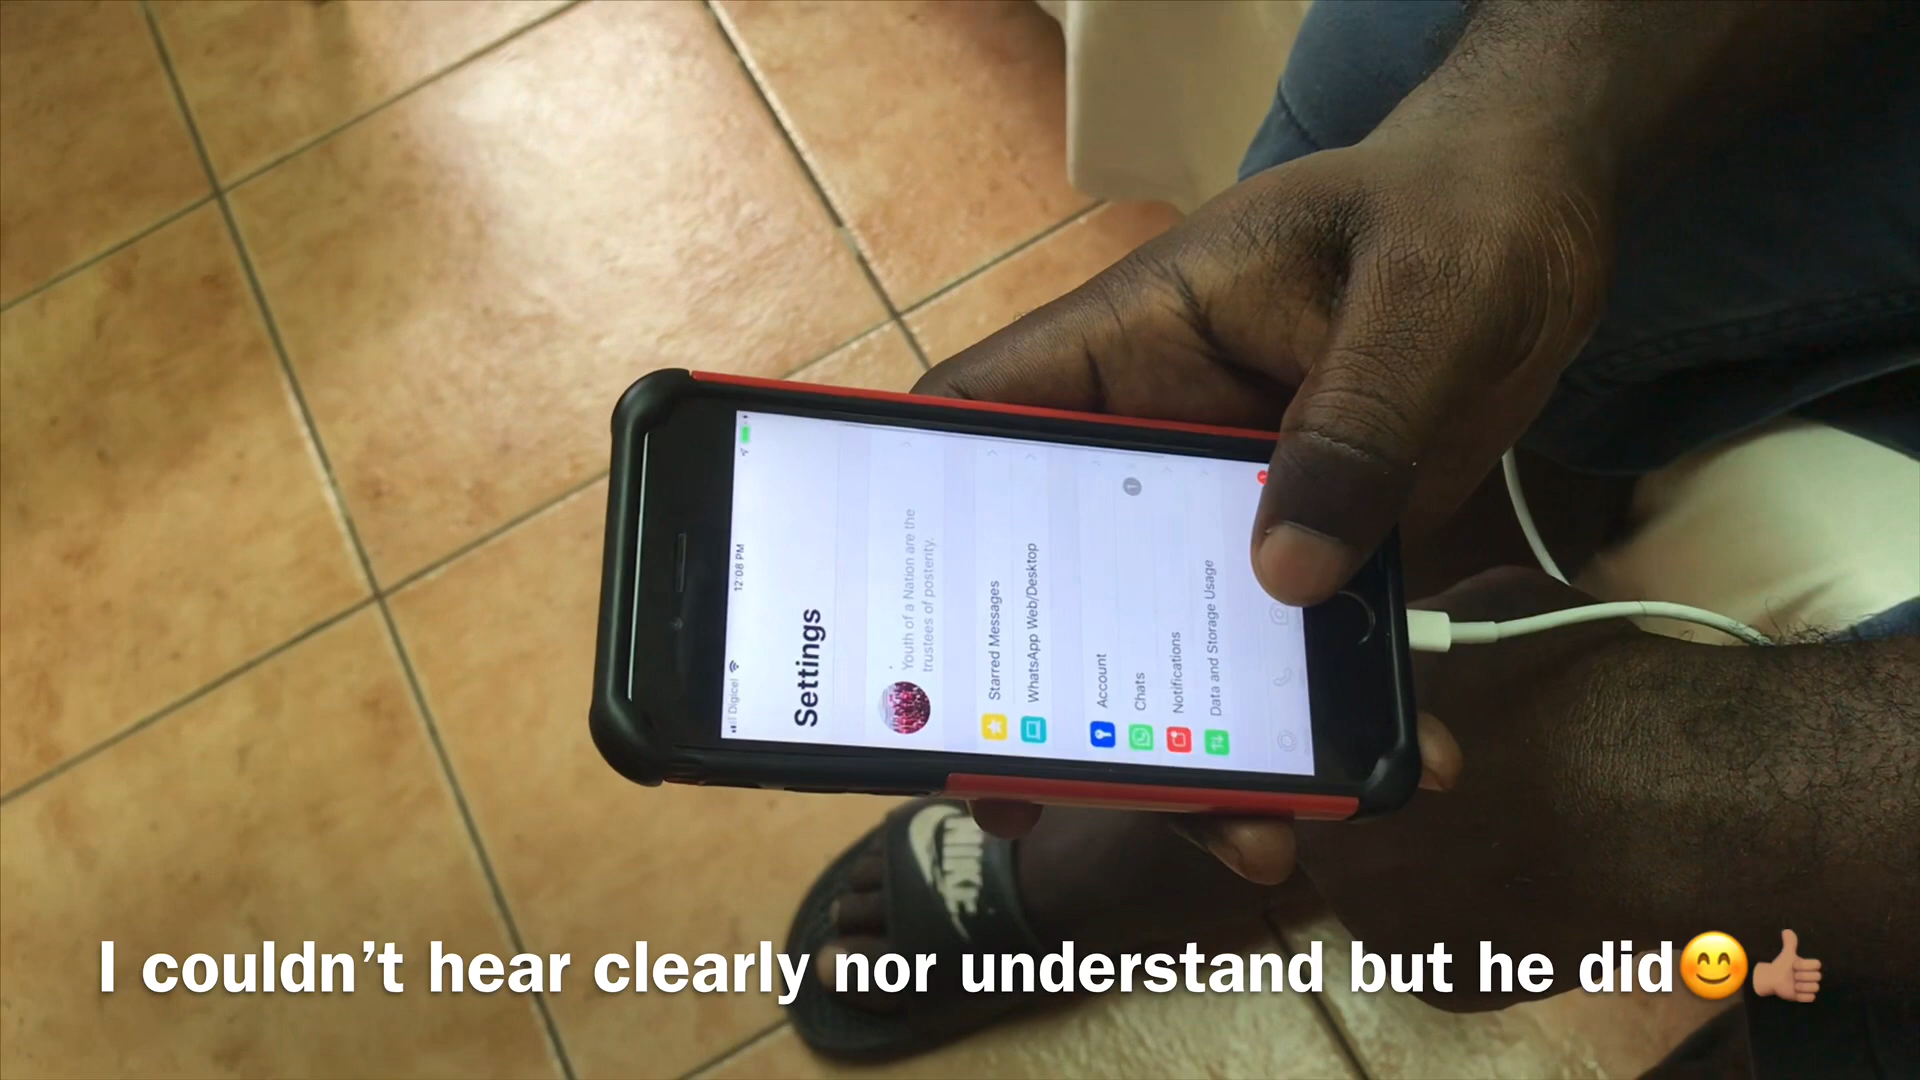 Digicel
12:08 PM
Settings
Youth of a Nation are the
trustees of posterity.
Starred Messages
WhatsApp Web/Desktop
Account
Chats
1
Notifications
Data and Storage Usage
NIKE
I couldn’t hear clearly nor understand but he did😊👍🏽